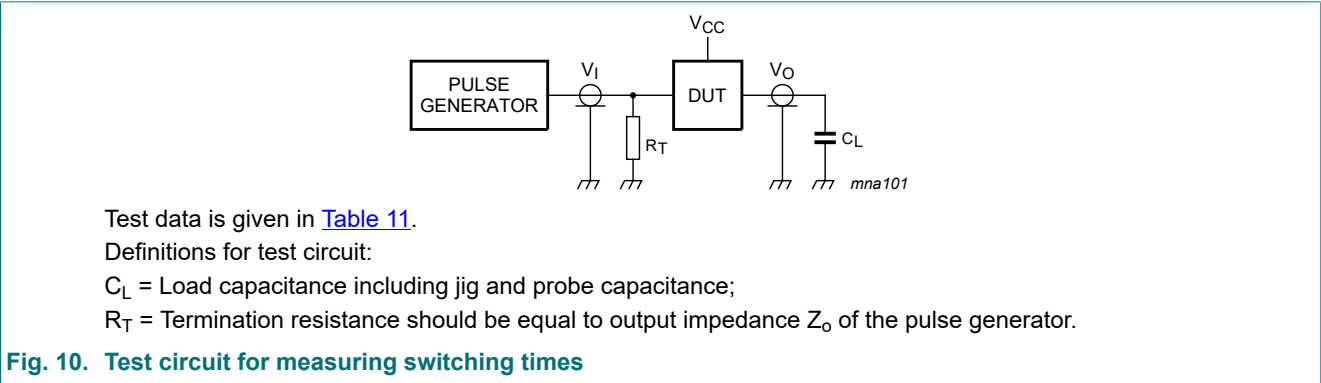 VCC
PULSE
GENERATOR
VI
DUT
VO
RT
CL
mna101
Test data is given in Table 11.
Definitions for test circuit:
CL = Load capacitance including jig and probe capacitance;
RT = Termination resistance should be equal to output impedance Zo of the pulse generator.
Fig. 10. Test circuit for measuring switching times